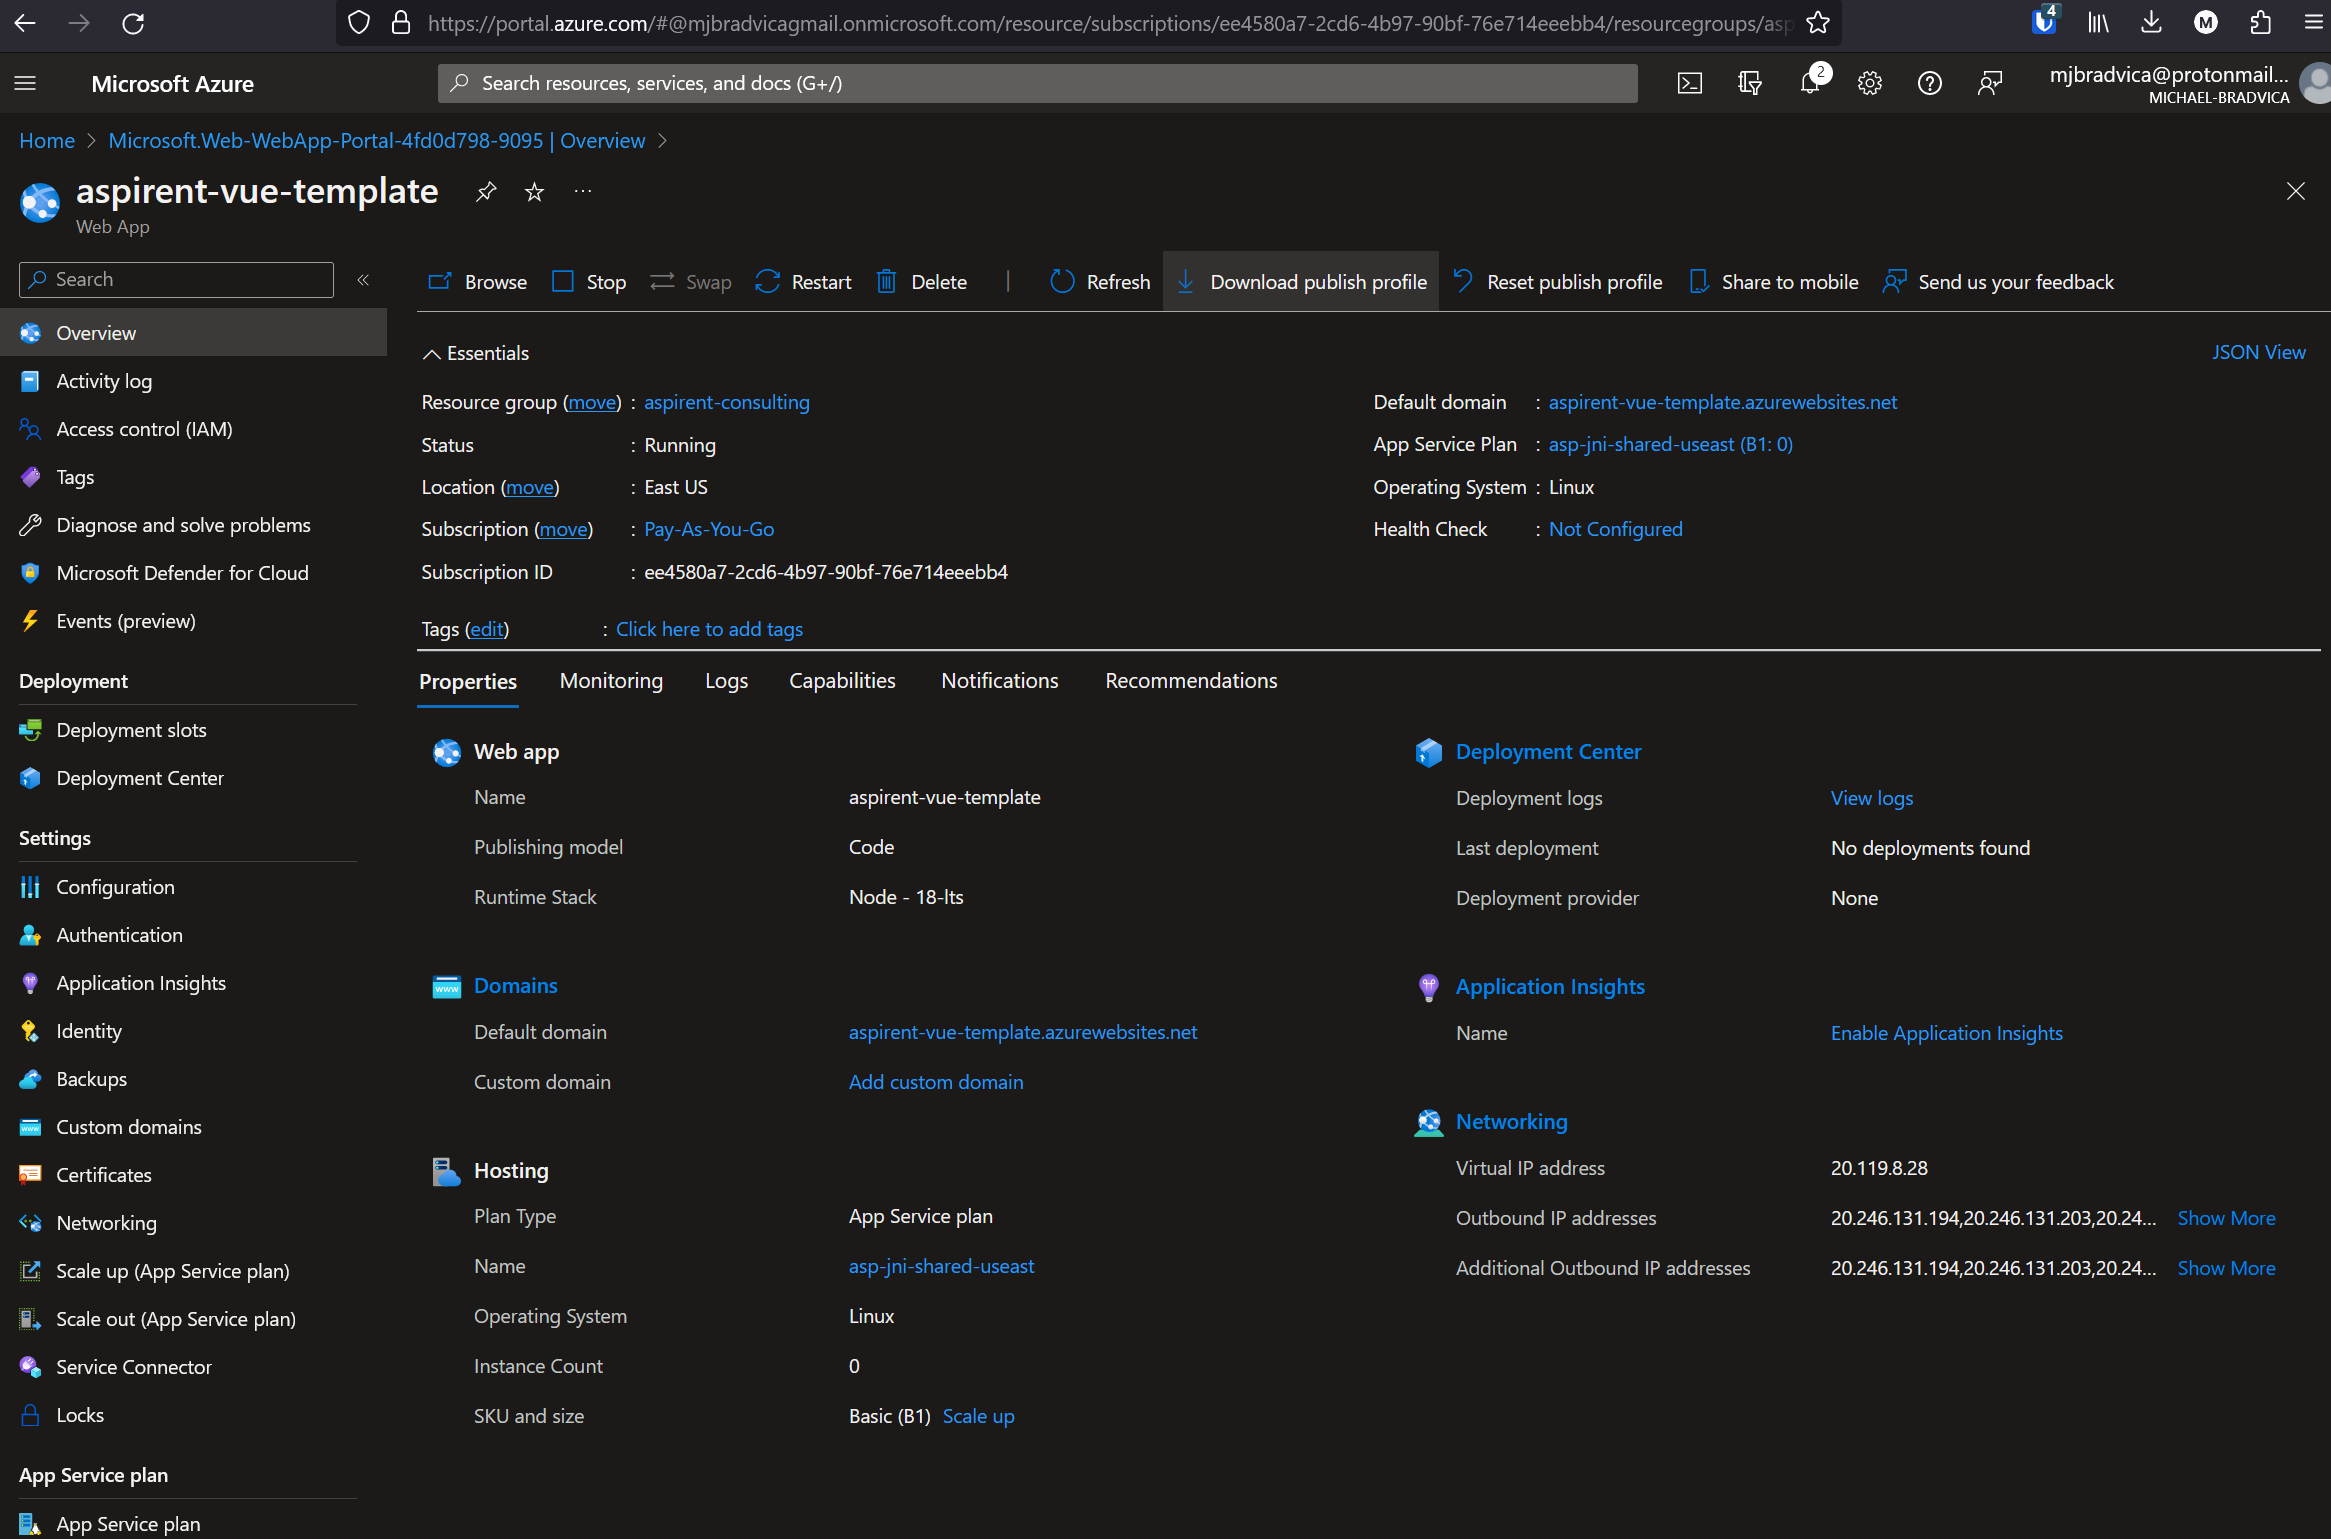 https://portal.azure.com/#@mjbradvicagmail.onmicrosoft.com/resource/subscriptions/ee4580a7-2cd6-4b97-90bf-76e714eeebb4/resourcegroups/asp
4
M
Microsoft Azure
Search resources, services, and docs (G+/)
2
mjbradvica@protonmail...
MICHAEL-BRADVICA
Home > Microsoft.Web-WebApp-Portal-4fd0d798-9095 | Overview >
aspirent-vue-template
Web App
Search
Browse Stop Swap Restart Delete | Refresh Download publish profile Reset publish profile Share to mobile Send us your feedback
Overview
Activity log
Access control (IAM)
Tags
Diagnose and solve problems
Microsoft Defender for Cloud
Events (preview)
Deployment
Deployment slots
Deployment Center
Settings
Configuration
Authentication
Application Insights
Identity
Backups
Custom domains
Certificates
Networking
Scale up (App Service plan)
Scale out (App Service plan)
Service Connector
Locks
App Service plan
App Service plan
Essentials
JSON View
Resource group (move) : aspirent-consulting
Status : Running
Location (move) : East US
Subscription (move) : Pay-As-You-Go
Subscription ID : ee4580a7-2cd6-4b97-90bf-76e714eeebb4
Default domain : aspirent-vue-template.azurewebsites.net
App Service Plan : asp-jni-shared-useast (B1: 0)
Operating System : Linux
Health Check : Not Configured
Tags (edit) : Click here to add tags
Properties Monitoring Logs Capabilities Notifications Recommendations
Web app
Name aspirent-vue-template
Publishing model Code
Runtime Stack Node - 18-lts
Domains
Default domain aspirent-vue-template.azurewebsites.net
Custom domain Add custom domain
Hosting
Plan Type App Service plan
Name asp-jni-shared-useast
Operating System Linux
Instance Count 0
SKU and size Basic (B1) Scale up
Deployment Center
Deployment logs View logs
Last deployment No deployments found
Deployment provider None
Application Insights
Name Enable Application Insights
Networking
Virtual IP address 20.119.8.28
Outbound IP addresses 20.246.131.194,20.246.131.203,20.24... Show More
Additional Outbound IP addresses 20.246.131.194,20.246.131.203,20.24... Show More